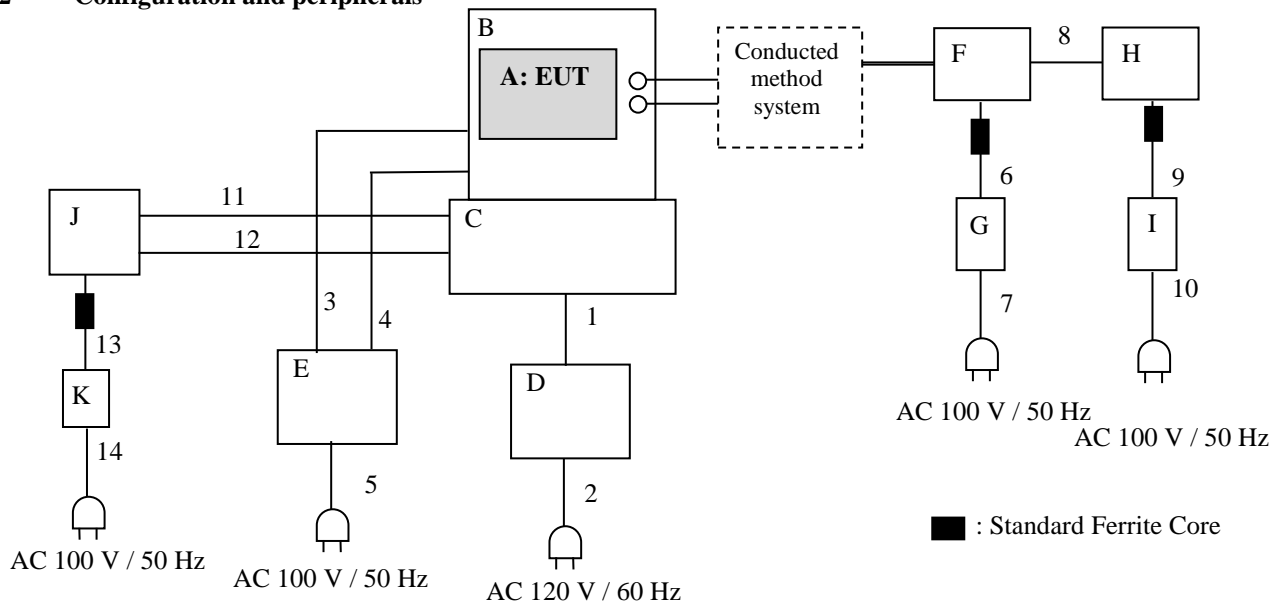 2 Configuration and peripherals
B
A: EUT
Conducted
method
system
F
8
H
6
9
G
I
7
10
AC 100 V / 50 Hz
AC 100 V / 50 Hz
J
11
12
C
3
4
1
13
K
E
D
14
5
2
AC 100 V / 50 Hz
AC 100 V / 50 Hz
AC 120 V / 60 Hz
: Standard Ferrite Core